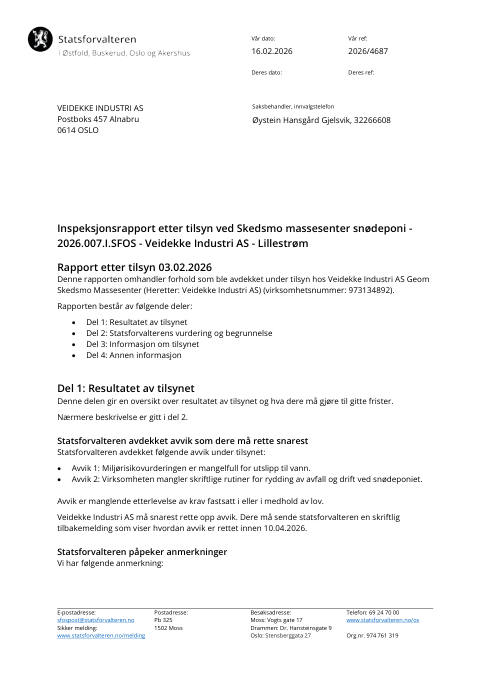 Statsforvalteren
i Østfold, Buskerud, Oslo og Akershus
Vår dato:
Vår ref:
16.02.2026
2026/4687
Deres dato:
Deres ref:
VEIDEKKE INDUSTRI AS
Postboks 457 Alnabru
0614 OSLO
Saksbehandler, innvalgstelefon
Øystein Hansgård Gjelsvik, 32266608
Inspeksjonsrapport etter tilsyn ved Skedsmo massesenter snødeponi -
2026.007.I.SFOS - Veidekke Industri AS - Lillestrøm
Rapport etter tilsyn 03.02.2026
Denne rapporten omhandler forhold som ble avdekket under tilsyn hos Veidekke Industri AS Geom
Skedsmo Massesenter (Heretter: Veidekke Industri AS) (virksomhetsnummer: 973134892).
Rapporten består av følgende deler:
• Del 1: Resultatet av tilsynet
• Del 2: Statsforvalterens vurdering og begrunnelse
• Del 3: Informasjon om tilsynet
• Del 4: Annen informasjon
Del 1: Resultatet av tilsynet
Denne delen gir en oversikt over resultatet av tilsynet og hva dere må gjøre til gitte frister.
Nærmere beskrivelse er gitt i del 2.
Statsforvalteren avdekket avvik som dere må rette snarest
Statsforvalteren avdekket følgende avvik under tilsynet:
• Avvik 1: Miljørisikovurderingen er mangelfull for utslipp til vann.
• Avvik 2: Virksomheten mangler skriftlige rutiner for rydding av avfall og drift ved snødeponiet.
Avvik er manglende etterlevelse av krav fastsatt i eller i medhold av lov.
Veidekke Industri AS må snarest rette opp avvik. Dere må sende statsforvalteren en skriftlig
tilbakemelding som viser hvordan avvik er rettet innen 10.04.2026.
Statsforvalteren påpeker anmerkninger
Vi har følgende anmerkning:
E-postadresse:
sfospost@statsforvalteren.no
Sikker melding:
www.statsforvalteren.no/melding
Postadresse:
Pb 325
1502 Moss
Besøksadresse:
Moss: Vogts gate 17
Drammen: Dr. Hansteinsgate 9
Oslo: Stensberggata 27
Telefon: 69 24 70 00
www.statsforvalteren.no/ov
Org.nr. 974 761 319